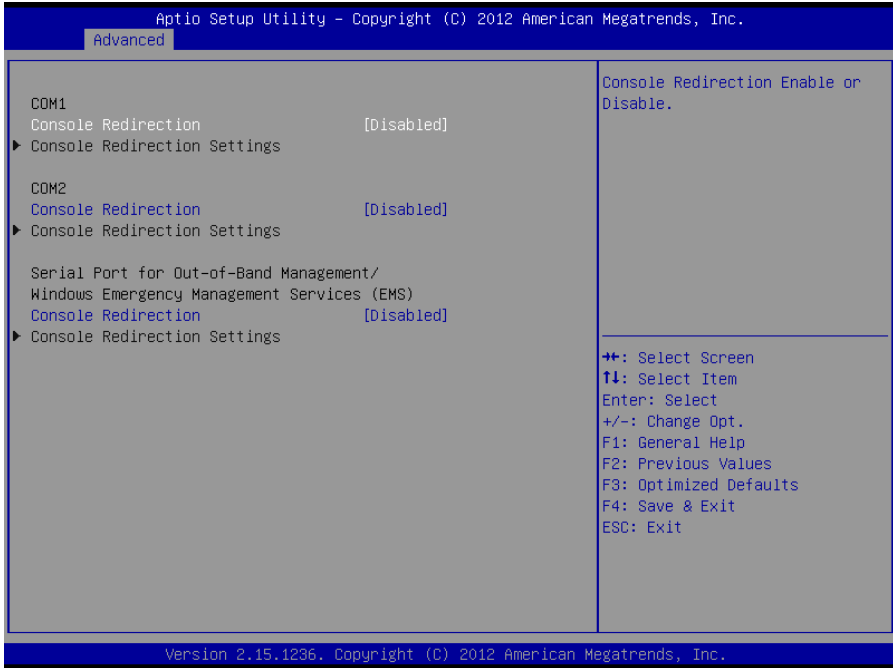 Aptio Setup Utility – Copyright (C) 2012 American Megatrends, Inc.
Advanced
COM1
Console Redirection [Disabled]
▶ Console Redirection Settings
COM2
Console Redirection [Disabled]
▶ Console Redirection Settings
Serial Port for Out-of-Band Management/
Windows Emergency Management Services (EMS)
Console Redirection [Disabled]
▶ Console Redirection Settings
Console Redirection Enable or
Disable.
→←: Select Screen
↑↓: Select Item
Enter: Select
+/-: Change Opt.
F1: General Help
F2: Previous Values
F3: Optimized Defaults
F4: Save & Exit
ESC: Exit
Version 2.15.1236. Copyright (C) 2012 American Megatrends, Inc.